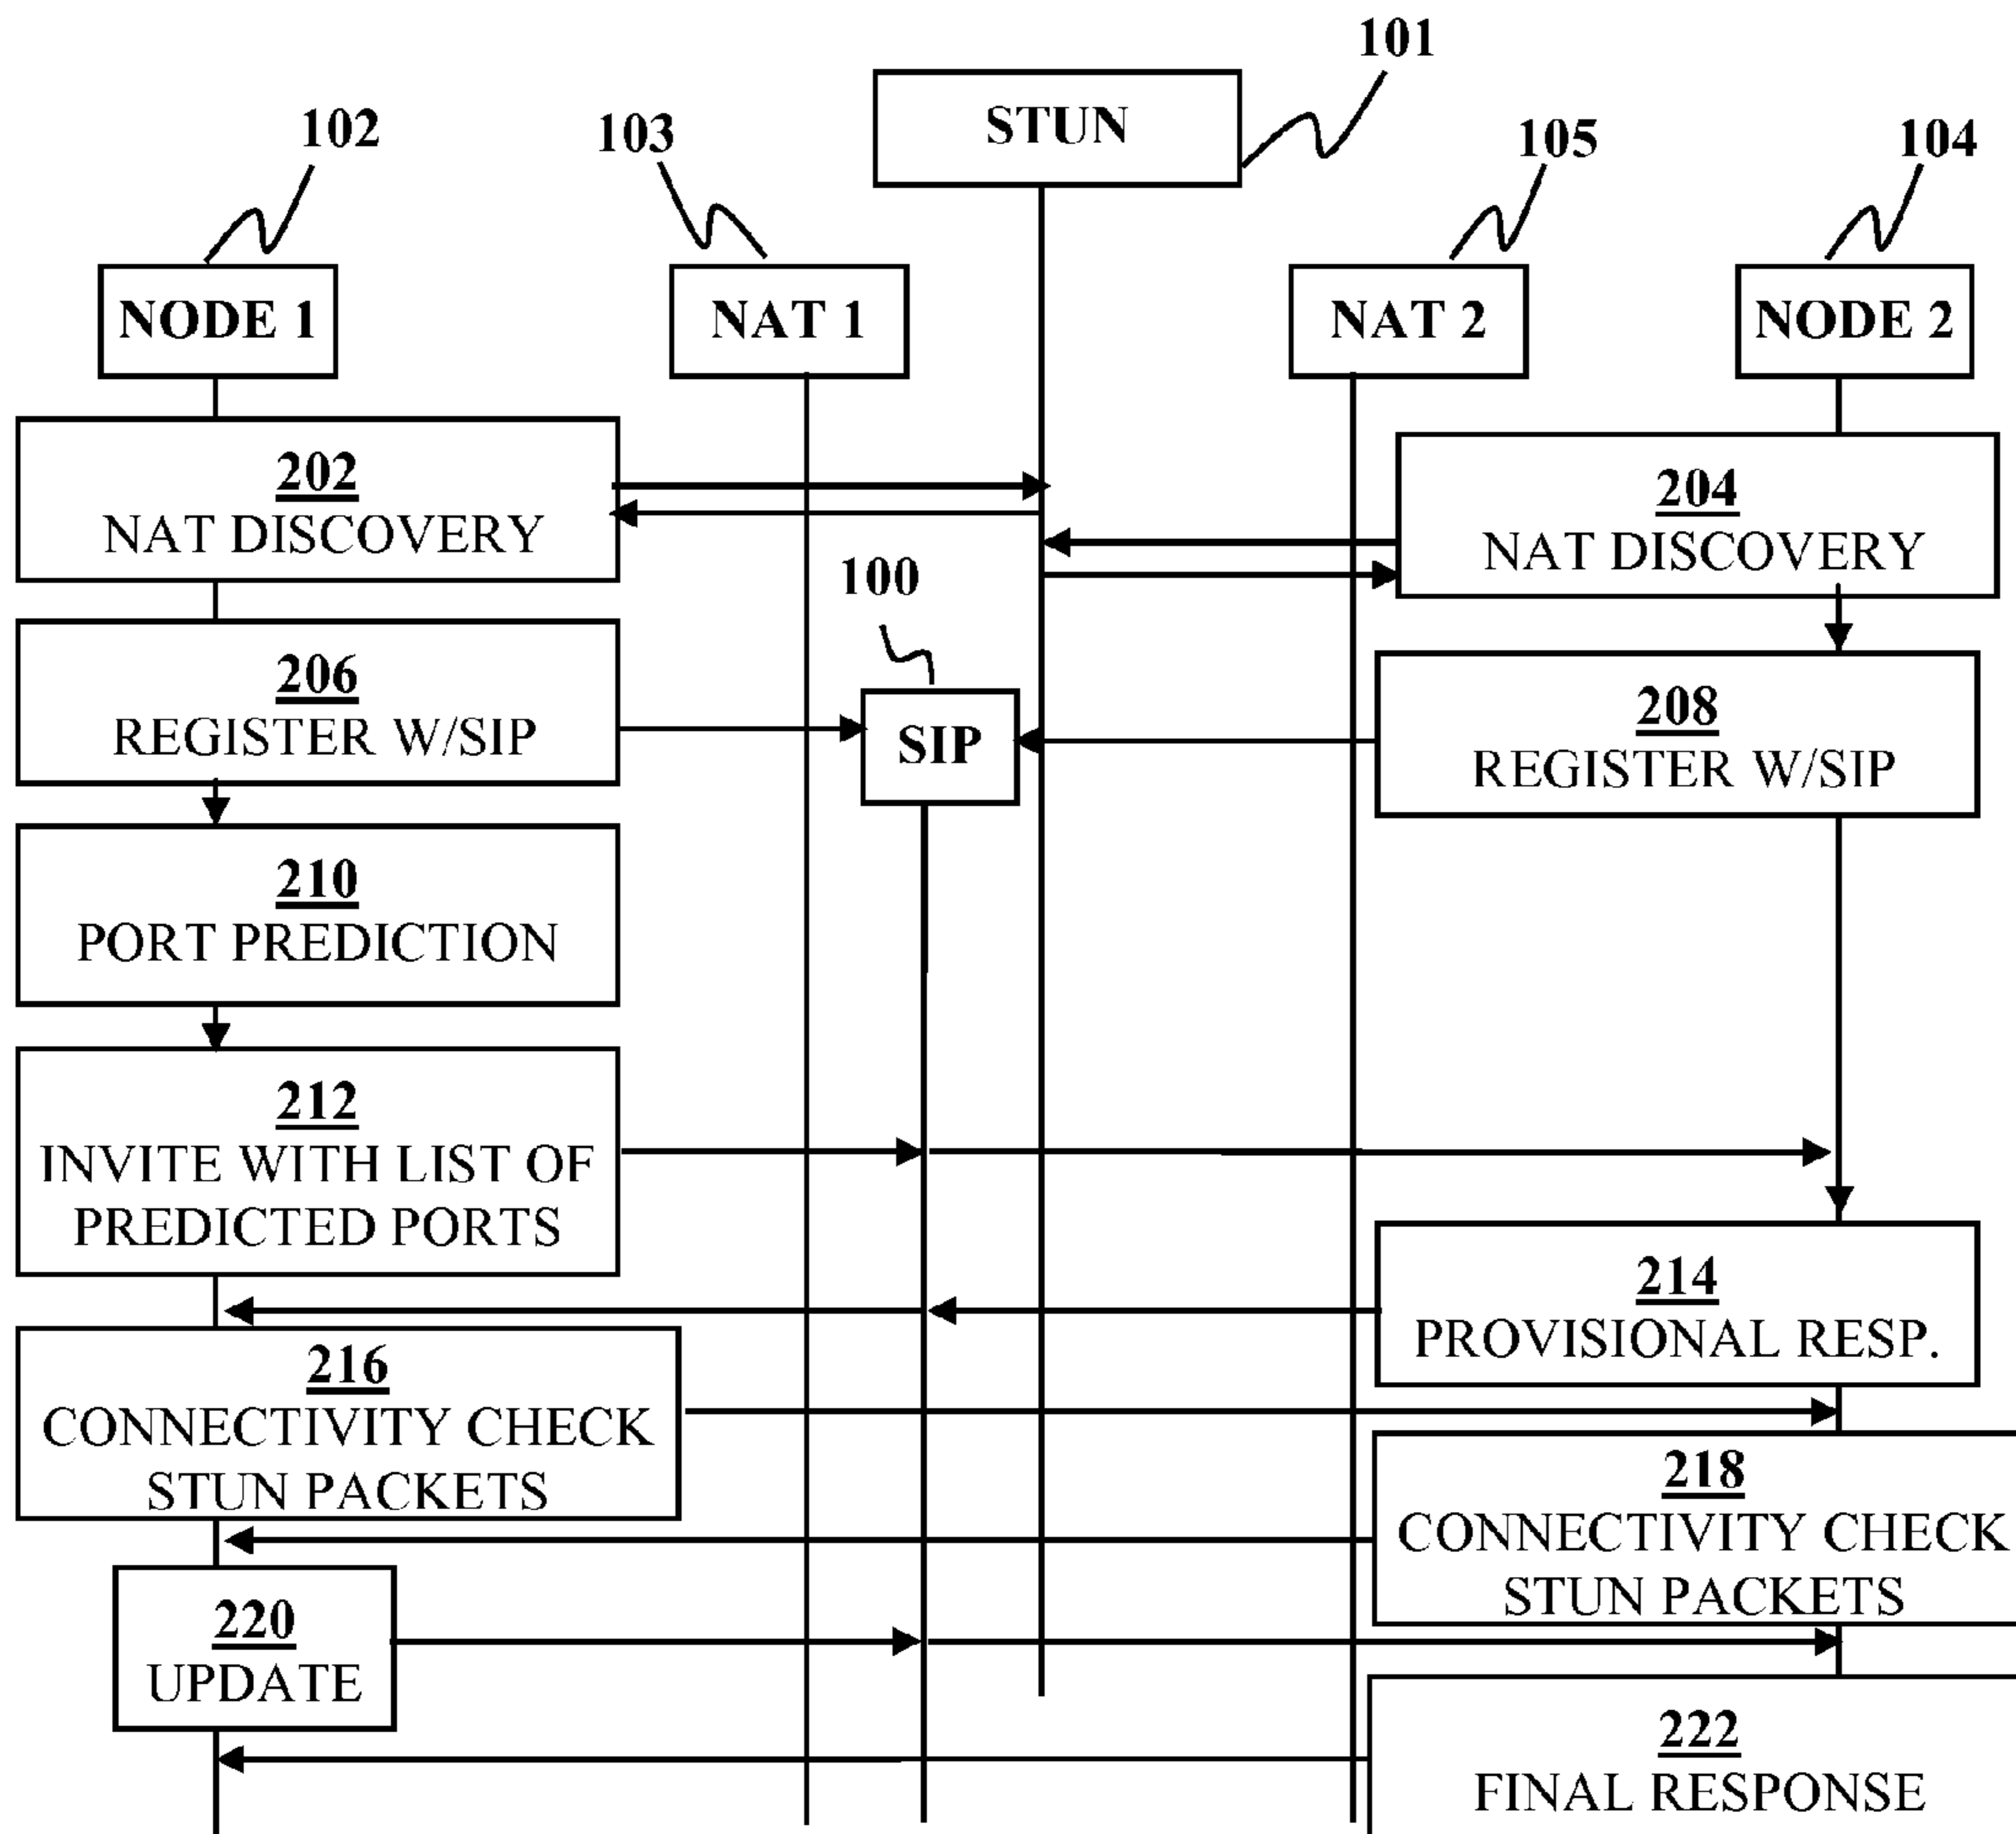 101
STUN
102
103
105
104
NODE 1
NAT 1
NAT 2
NODE 2
202
NAT DISCOVERY
204
NAT DISCOVERY
100
206
REGISTER W/SIP
SIP
208
REGISTER W/SIP
210
PORT PREDICTION
212
INVITE WITH LIST OF
PREDICTED PORTS
214
PROVISIONAL RESP.
216
CONNECTIVITY CHECK
STUN PACKETS
218
CONNECTIVITY CHECK
STUN PACKETS
220
UPDATE
222
FINAL RESPONSE